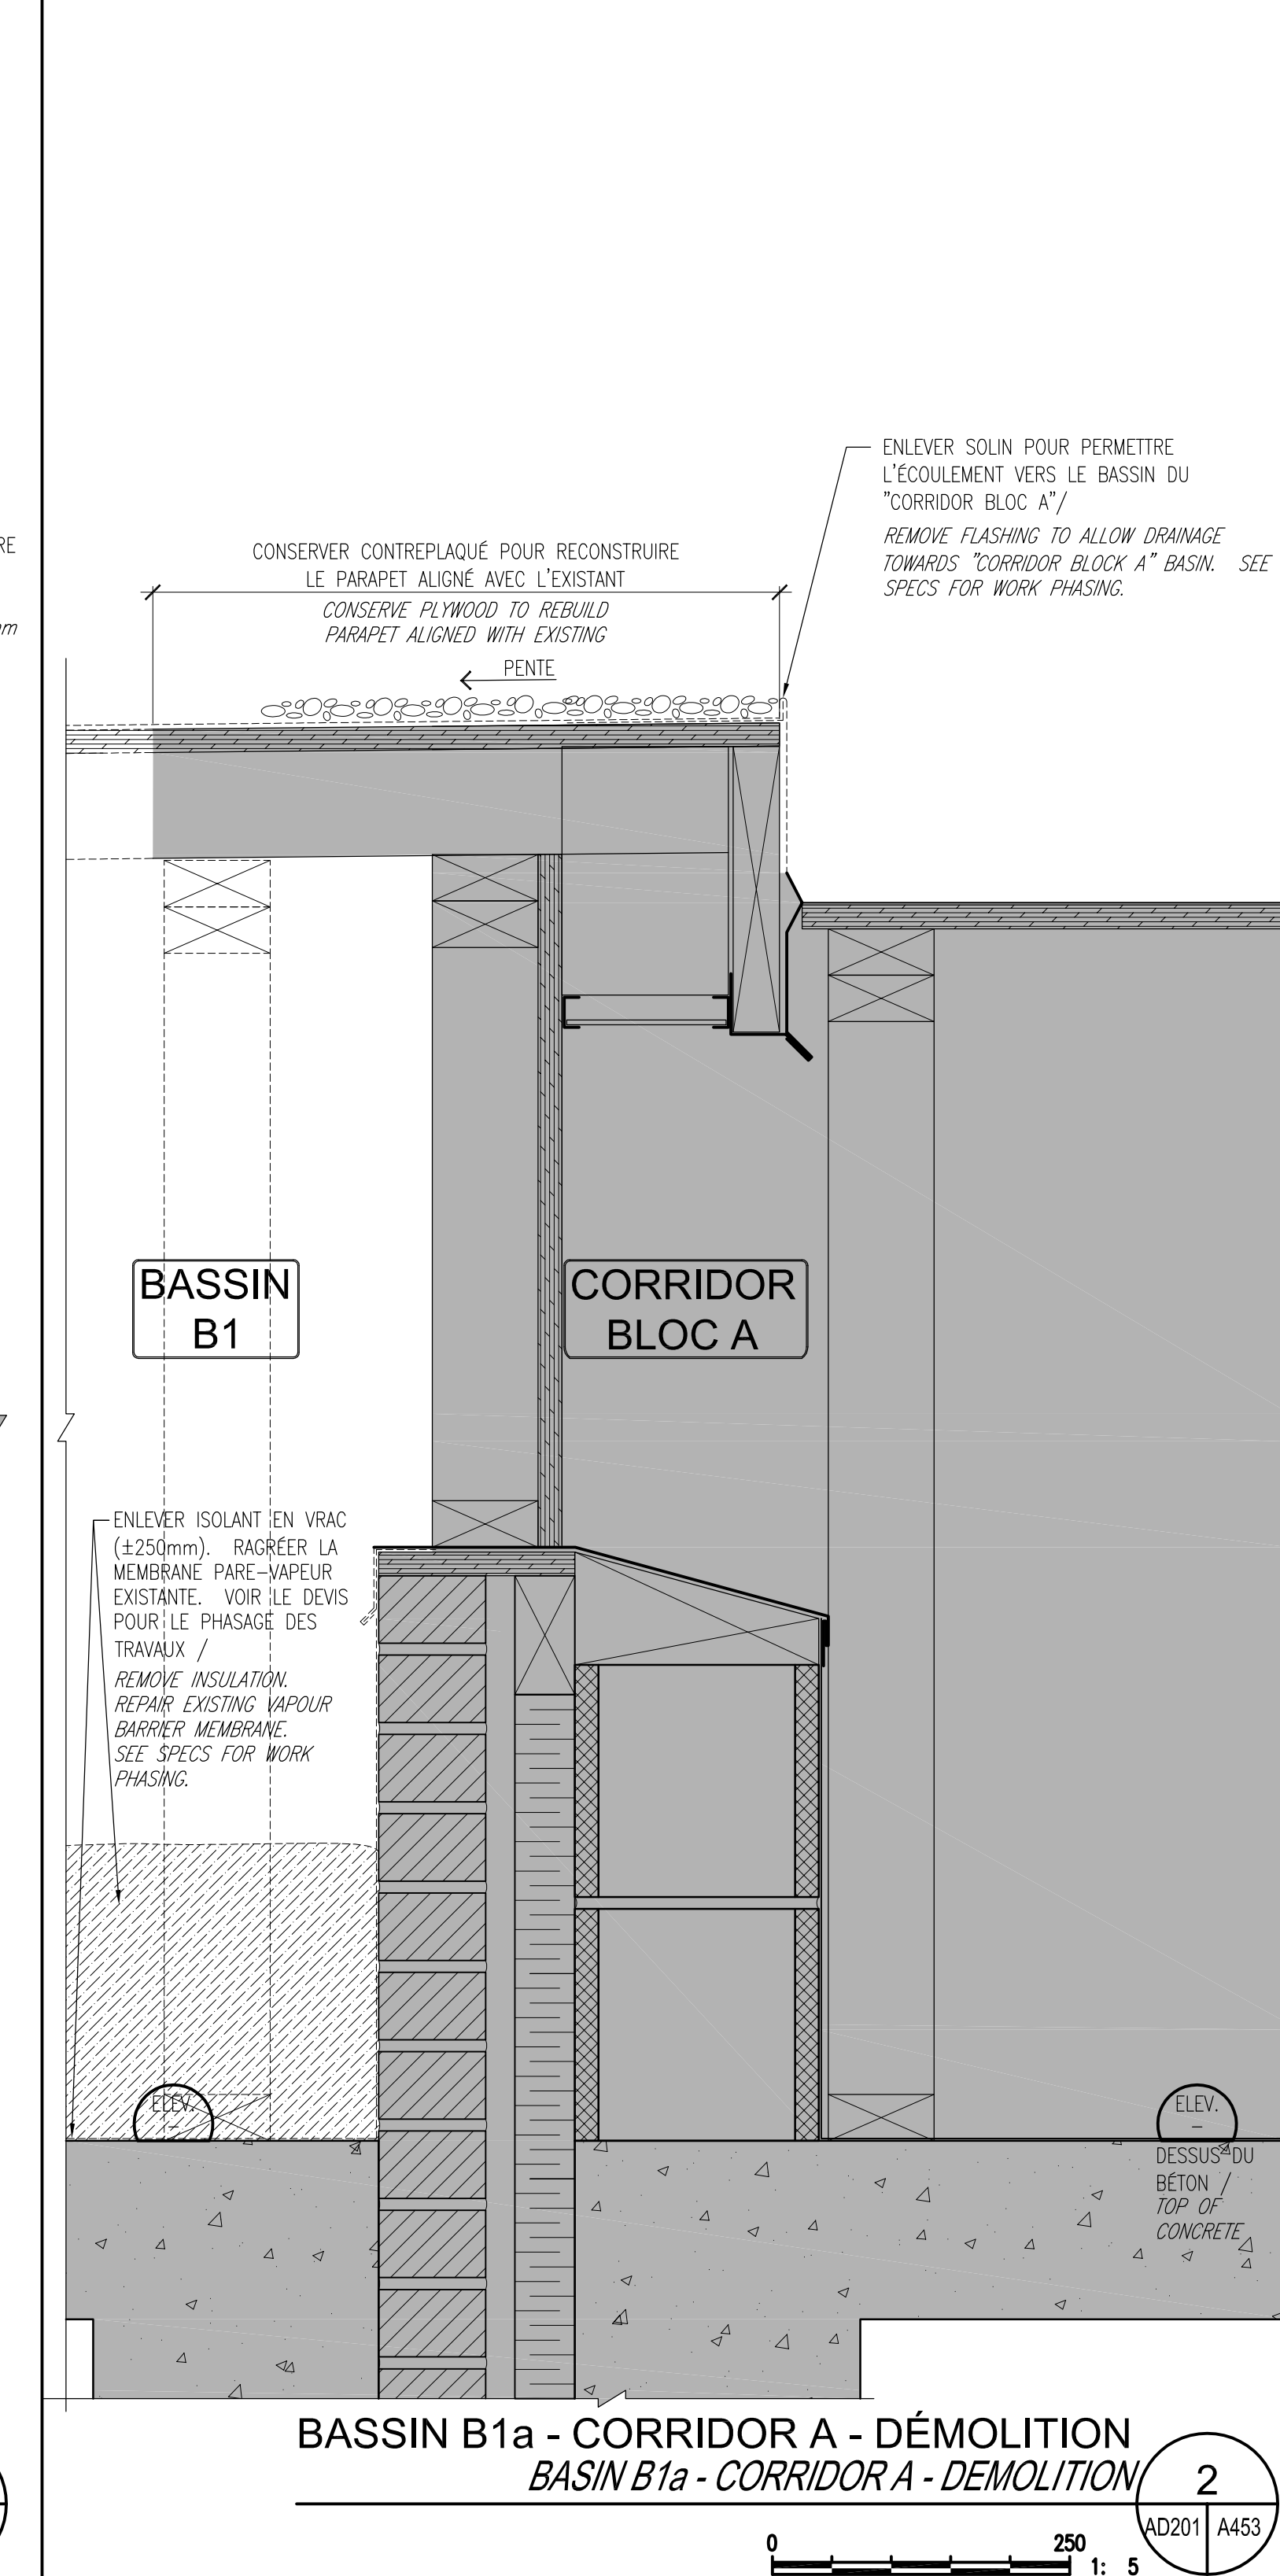 RE
mm
ENLEVER SOLIN POUR PERMETTRE
L'ÉCOULEMENT VERS LE BASSIN DU
"CORRIDOR BLOC A"/
REMOVE FLASHING TO ALLOW DRAINAGE
TOWARDS "CORRIDOR BLOCK A" BASIN. SEE
SPECS FOR WORK PHASING.
CONSERVER CONTREPLAQUÉ POUR RECONSTRUIRE
LE PARAPET ALIGNÉ AVEC L'EXISTANT
CONSERVE PLYWOOD TO REBUILD
PARAPET ALIGNED WITH EXISTING
PENTE
BASSIN
B1
CORRIDOR
BLOC A
ENLEVER ISOLANT EN VRAC
(±250mm). RAGRÉER LA
MEMBRANE PARE-VAPEUR
EXISTANTE. VOIR LE DEVIS
POUR LE PHASAGE DES
TRAVAUX /
REMOVE INSULATION.
REPAIR EXISTING VAPOUR
BARRIER MEMBRANE.
SEE SPECS FOR WORK
PHASING.
ELEV.
-
ELEV.
-
DESSUS DU
BÉTON /
TOP OF
CONCRETE
BASSIN B1a - CORRIDOR A - DÉMOLITION
BASIN B1a - CORRIDOR A - DEMOLITION
2
AD201 A453
0 250
1: 5